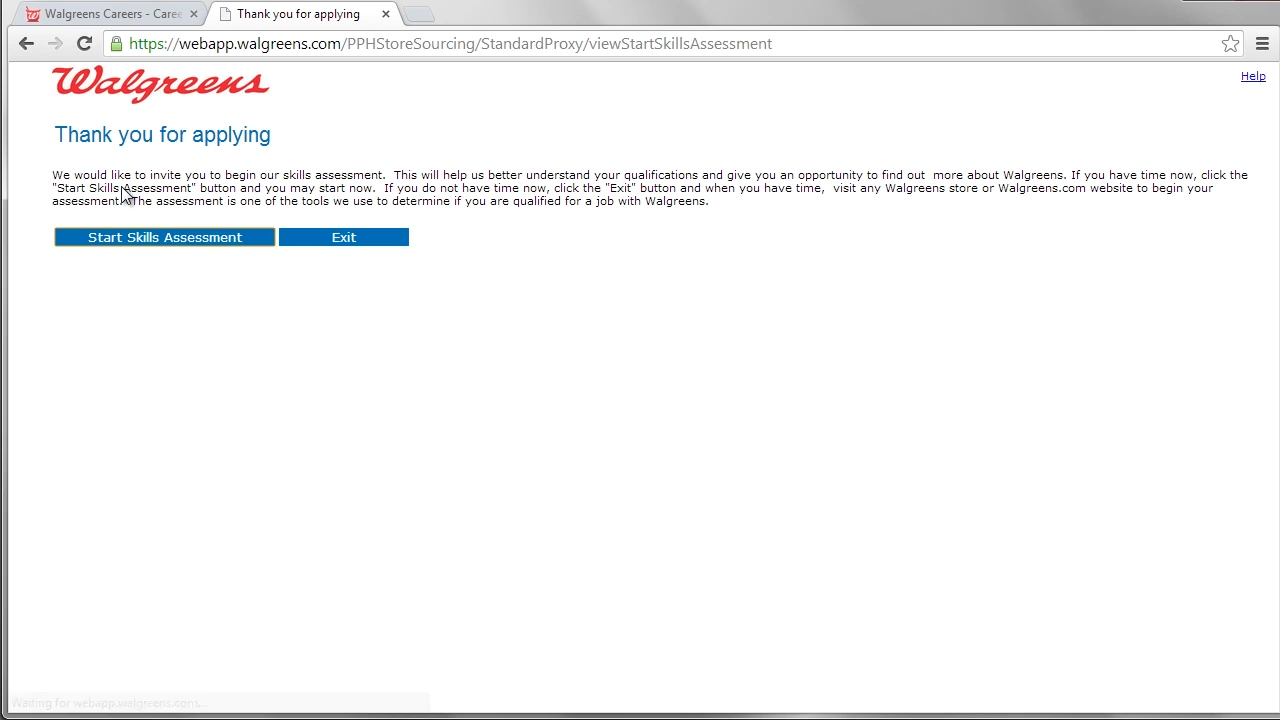 Walgreens Careers - Caree
Thank you for applying
https://webapp.walgreens.com/PPHStoreSourcing/StandardProxy/viewStartSkillsAssessment
Walgreens
Help
Thank you for applying
We would like to invite you to begin our skills assessment.  This will help us better understand your qualifications and give you an opportunity to find out  more about Walgreens. If you have time now, click the
"Start Skills Assessment" button and you may start now.  If you do not have time now, click the "Exit" button and when you have time,  visit any Walgreens store or Walgreens.com website to begin your
assessment. The assessment is one of the tools we use to determine if you are qualified for a job with Walgreens.
Start Skills Assessment
Exit
Waiting for webapp.walgreens.com...